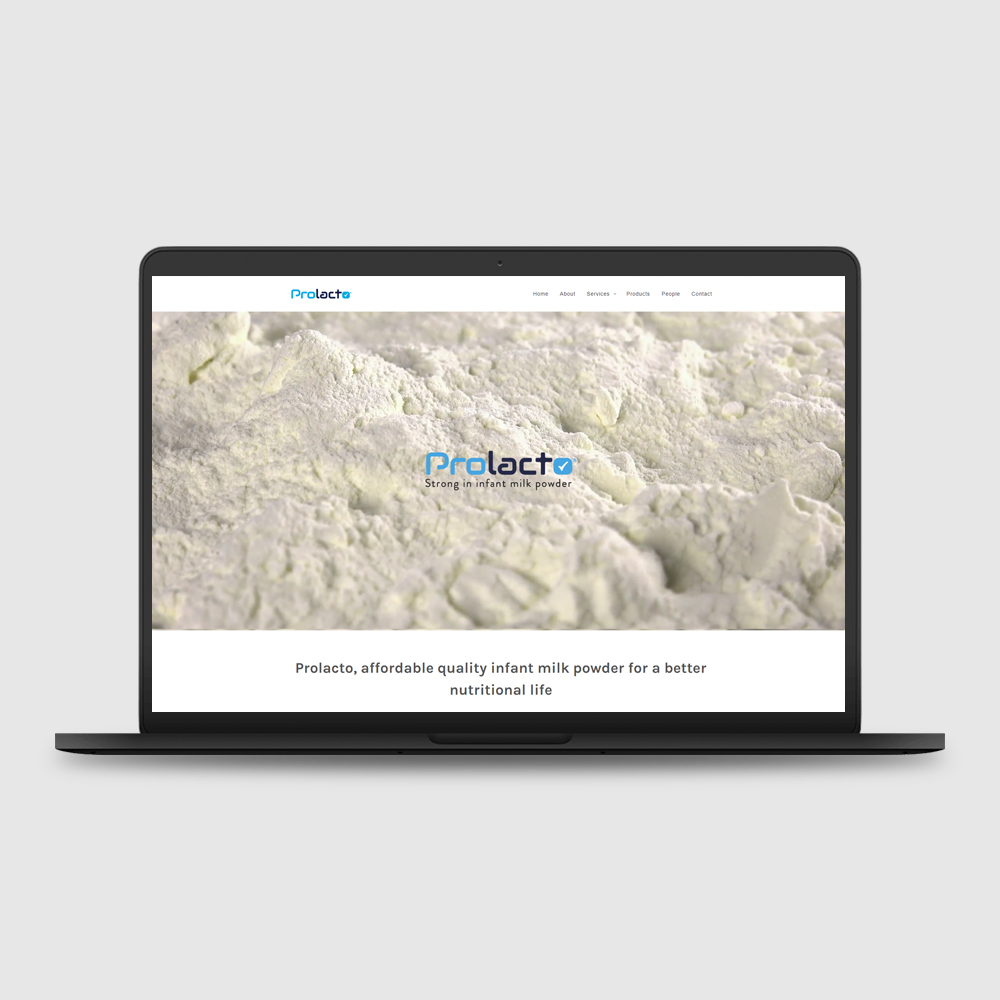 Prolacto
Home About Services Products People Contact
Prolacto
Strong in infant milk powder
Prolacto, affordable quality infant milk powder for a better
nutritional life